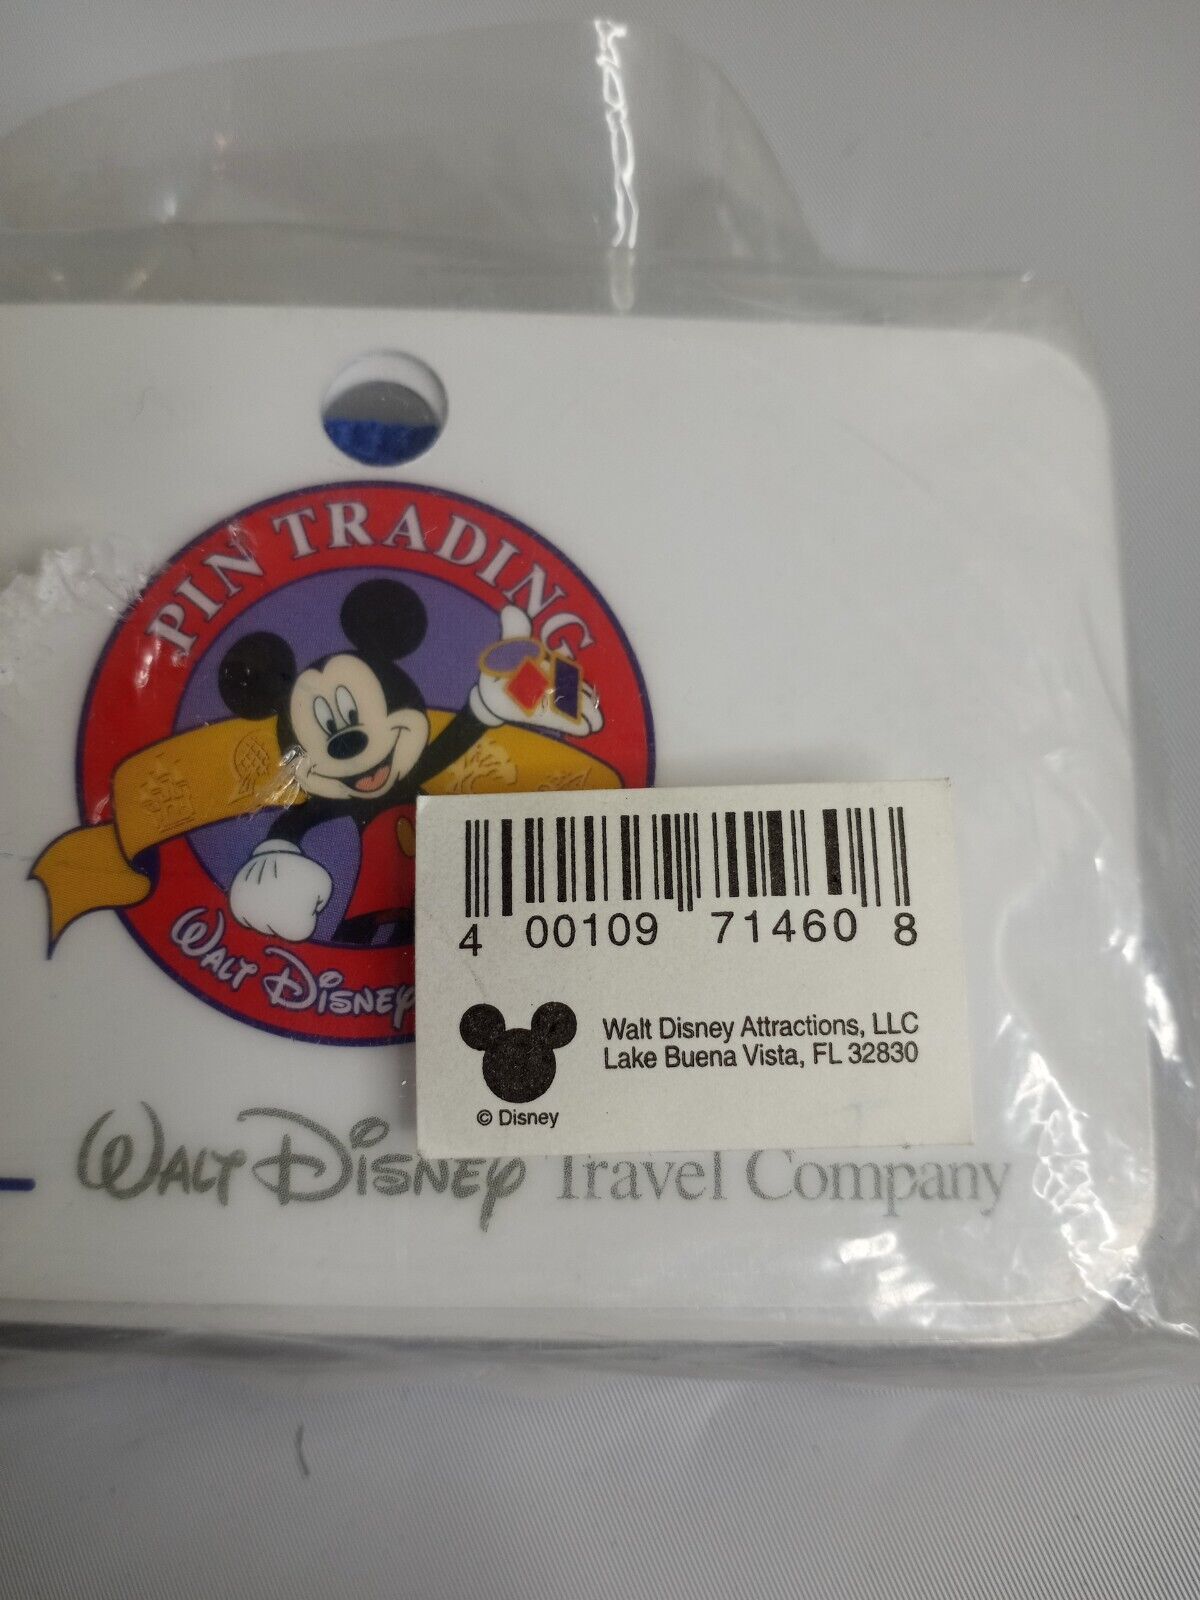 PIN TRADING
WALT DISNEY
4 00109 71460 8
Walt Disney Attractions, LLC
Lake Buena Vista, FL 32830
© Disney
WALT DISNEY Travel Company